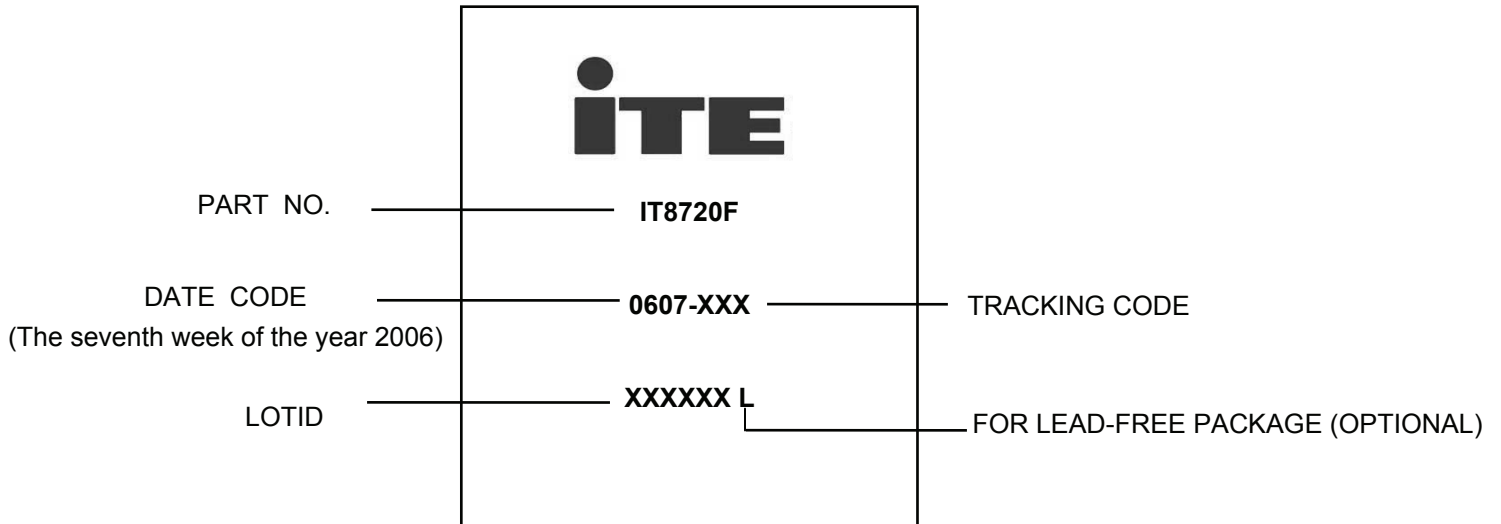 iTE
PART NO.
IT8720F
DATE CODE
0607-XXX
TRACKING CODE
(The seventh week of the year 2006)
XXXXXX L
LOTID
FOR LEAD-FREE PACKAGE (OPTIONAL)